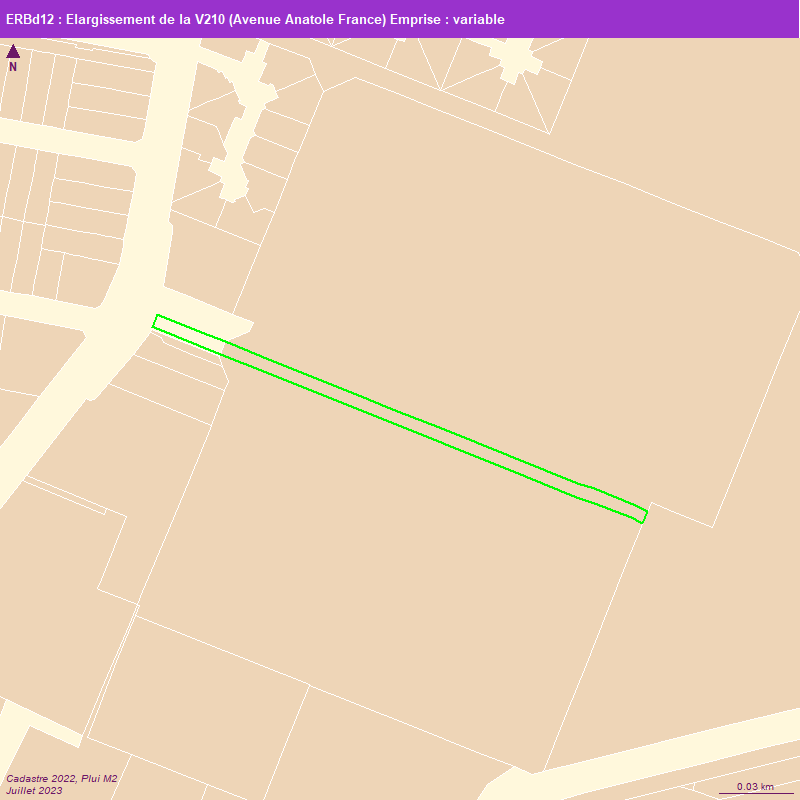 ERBd12 : Elargissement de la V210 (Avenue Anatole France) Emprise : variable
N
Cadastre 2022, Plui M2
Juillet 2023
0.03 km